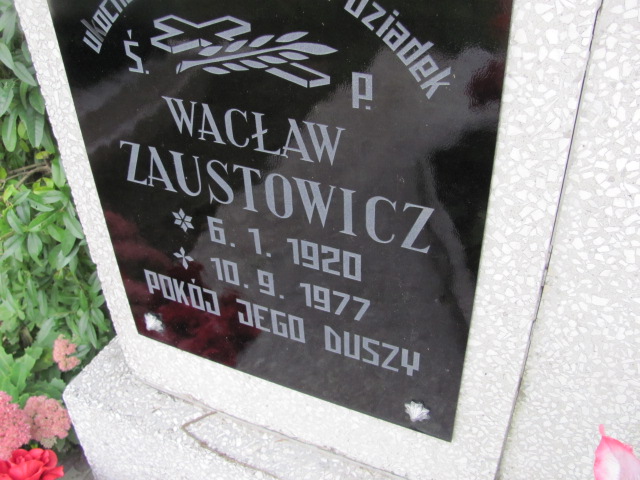 dziadek
Ś. P.
WACŁAW
ZAUSTOWICZ
6. 1. 1920
10. 9. 1977
POKÓJ JEGO DUSZY